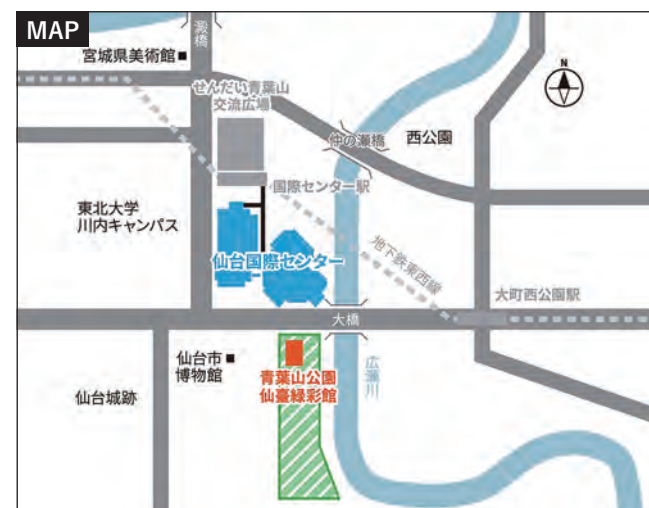 MAP
澱橋
宮城県美術館
N
せんだい青葉山
交流広場
仲の瀬橋
西公園
国際センター駅
東北大学
川内キャンパス
仙台国際センター
地下鉄東西線
大町西公園駅
大橋
仙台市
博物館
青葉山公園
仙臺緑彩館
広瀬川
仙台城跡